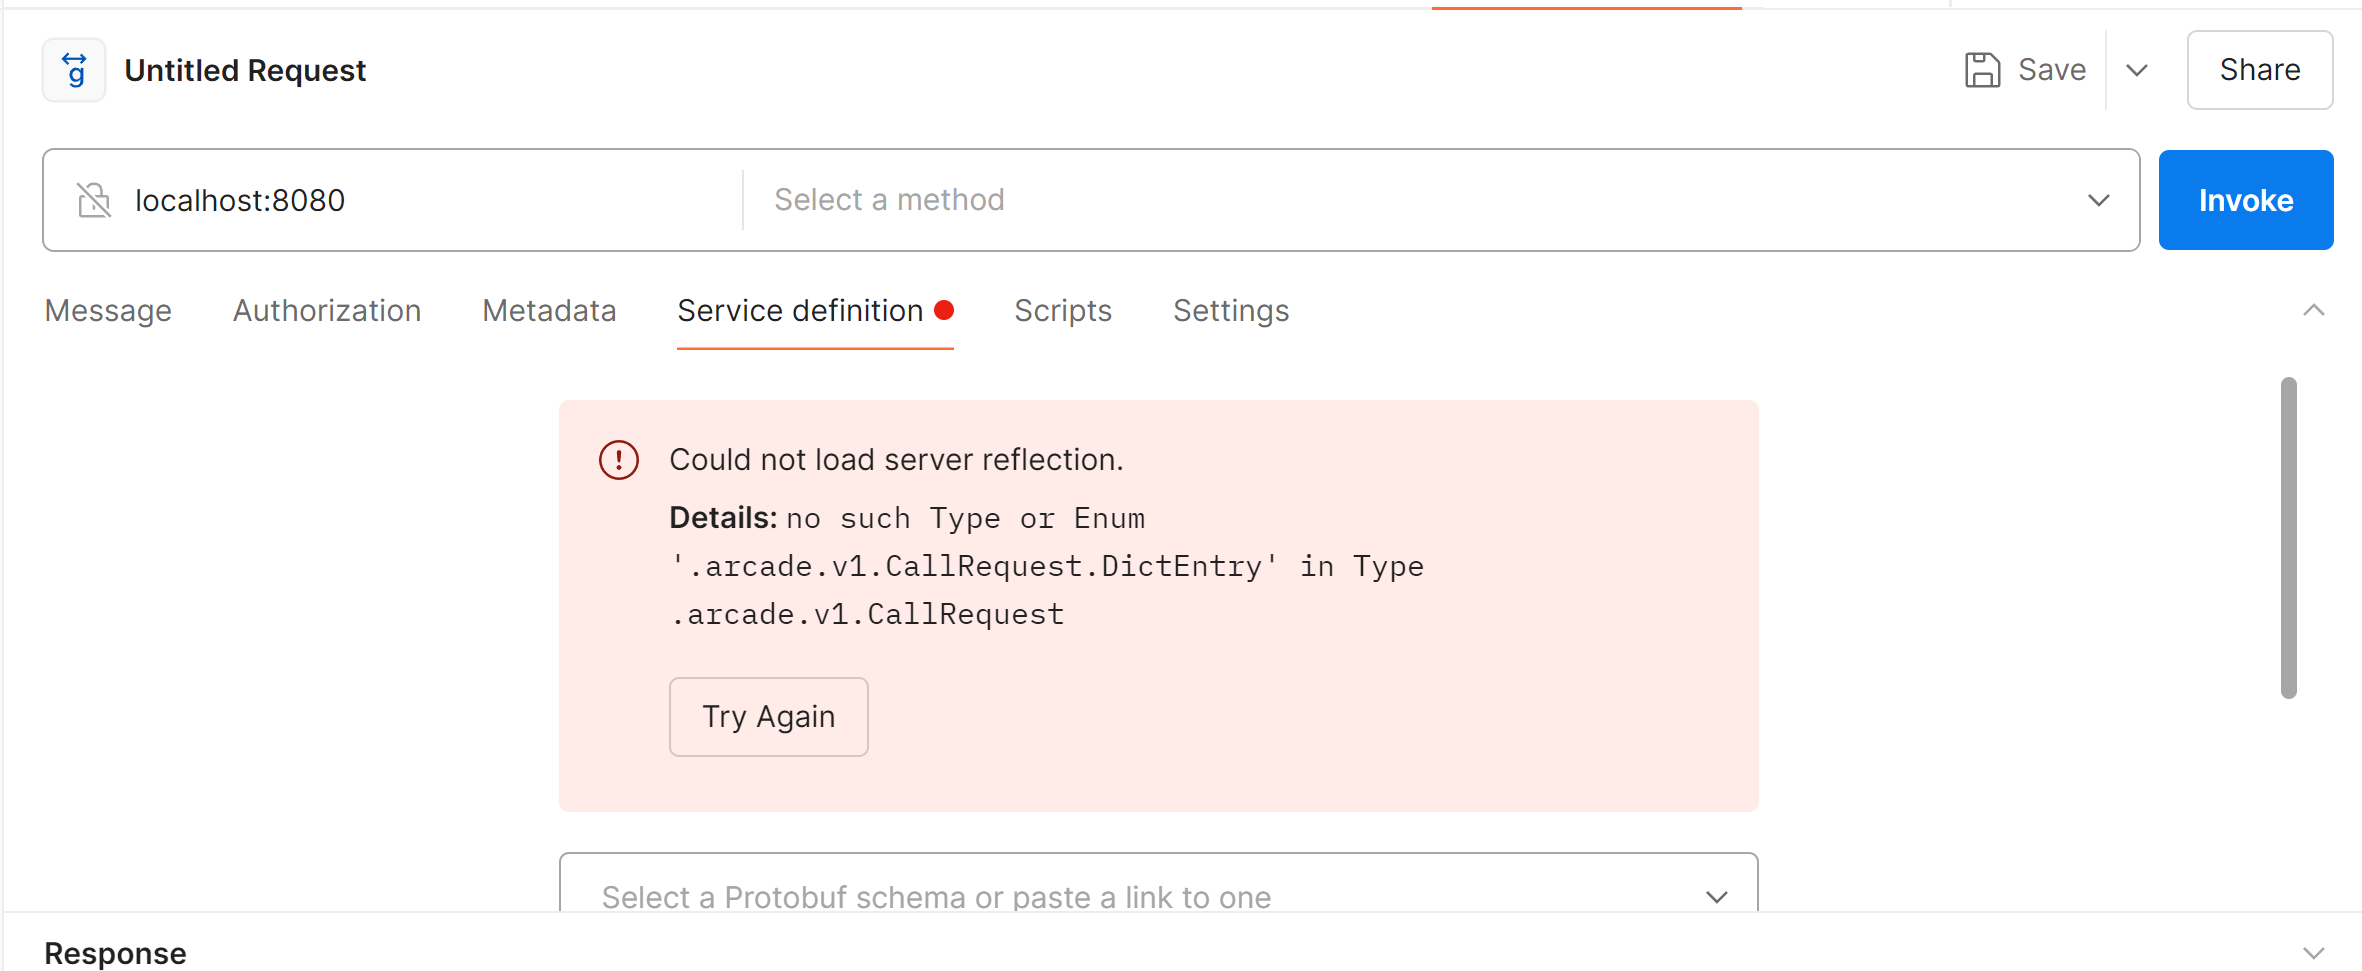 g
Untitled Request
Save
Share
localhost:8080
Select a method
Invoke
Message
Authorization
Metadata
Service definition
Scripts
Settings
Could not load server reflection.
Details: no such Type or Enum
'.arcade.v1.CallRequest.DictEntry' in Type
.arcade.v1.CallRequest
Try Again
Select a Protobuf schema or paste a link to one
Response